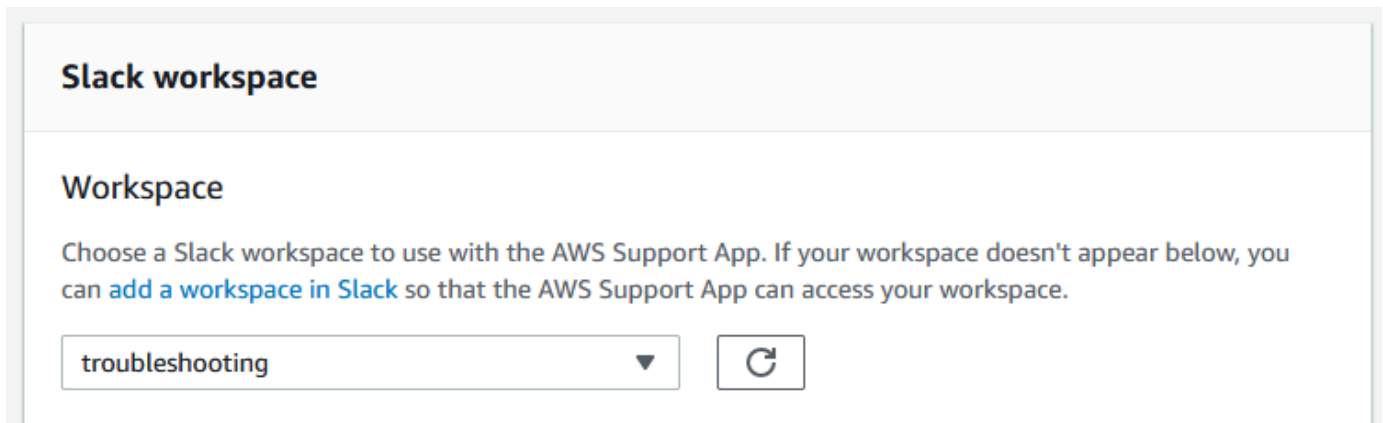 Slack workspace
Workspace
Choose a Slack workspace to use with the AWS Support App. If your workspace doesn't appear below, you
can add a workspace in Slack so that the AWS Support App can access your workspace.
troubleshooting